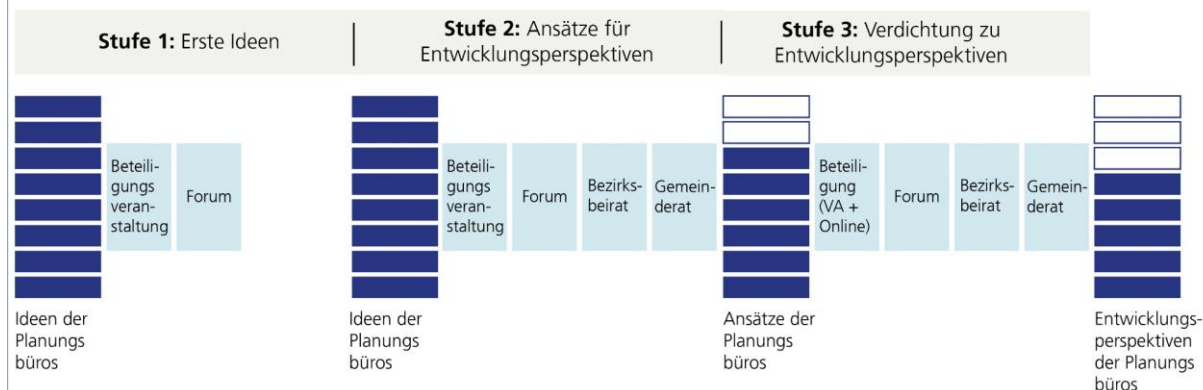 Stufe 1: Erste Ideen
Stufe 2: Ansätze für
Entwicklungsperspektiven
Stufe 3: Verdichtung zu
Entwicklungsperspektiven
Beteili-
gungs
veran-
staltung
Forum
Beteili-
gungs
veran-
staltung
Forum
Bezirks-
beirat
Gemein-
derat
Beteili-
gung
(VA +
Online)
Forum
Bezirks-
beirat
Gemein-
derat
Ideen der
Planungs
büros
Ideen der
Planungs
büros
Ansätze der
Planungs
büros
Entwicklungs-
perspektiven
der Planungs
büros